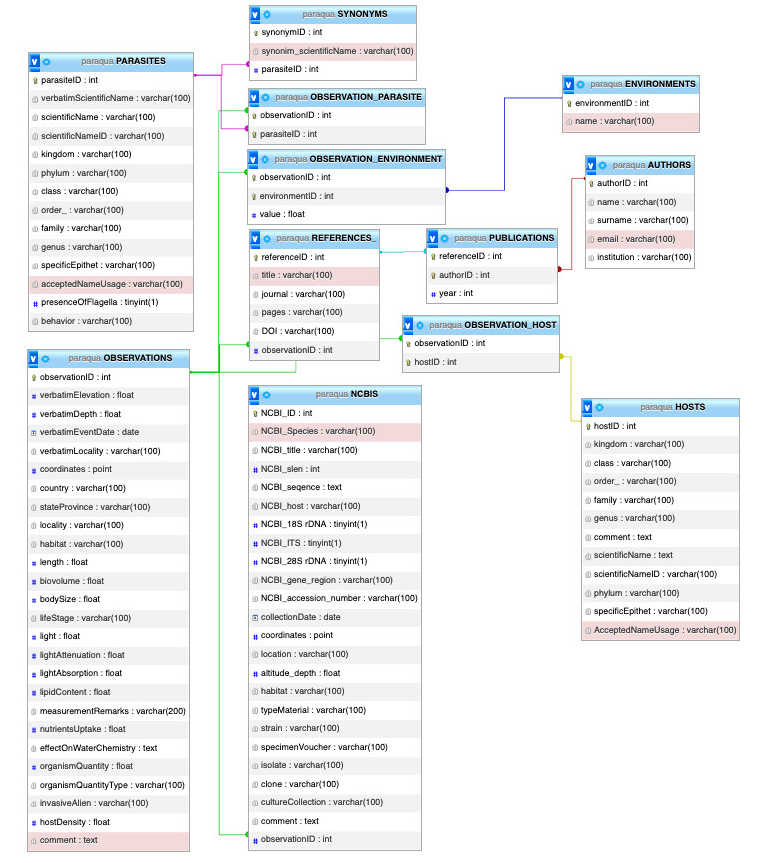 paraqua SYNONYMS
synonymID : int
synonim_scientificName : varchar(100)
parasiteID : int
paraqua PARASITES
parasiteID : int
verbatimScientificName : varchar(100)
scientificName : varchar(100)
scientificNameID : varchar(100)
kingdom : varchar(100)
phylum : varchar(100)
class : varchar(100)
order_ : varchar(100)
family : varchar(100)
genus : varchar(100)
specificEpithet : varchar(100)
acceptedNameUsage : varchar(100)
presenceOfFlagella : tinyint(1)
behavior : varchar(100)
paraqua OBSERVATION_PARASITE
observationID : int
parasiteID : int
paraqua ENVIRONMENTS
environmentID : int
name : varchar(100)
paraqua OBSERVATION_ENVIRONMENT
observationID : int
environmentID : int
value : float
paraqua AUTHORS
authorID : int
name : varchar(100)
surname : varchar(100)
email : varchar(100)
institution : varchar(100)
paraqua REFERENCES_
referenceID : int
title : varchar(100)
journal : varchar(100)
pages : varchar(100)
DOI : varchar(100)
observationID : int
paraqua PUBLICATIONS
referenceID : int
authorID : int
year : int
paraqua OBSERVATION_HOST
observationID : int
hostID : int
paraqua OBSERVATIONS
observationID : int
verbatimElevation : float
verbatimDepth : float
verbatimEventDate : date
verbatimLocality : varchar(100)
coordinates : point
country : varchar(100)
stateProvince : varchar(100)
locality : varchar(100)
habitat : varchar(100)
length : float
biovolume : float
bodySize : float
lifeStage : varchar(100)
light : float
lightAttenuation : float
lightAbsorption : float
lipidContent : float
measurementRemarks : varchar(200)
nutrientsUptake : float
effectOnWaterChemistry : text
organismQuantity : float
organismQuantityType : varchar(100)
invasiveAlien : varchar(100)
hostDensity : float
comment : text
paraqua NCBIS
NCBI_ID : int
NCBI_Species : varchar(100)
NCBI_title : varchar(100)
NCBI_slen : int
NCBI_seqence : text
NCBI_host : varchar(100)
NCBI_18S rDNA : tinyint(1)
NCBI_ITS : tinyint(1)
NCBI_28S rDNA : tinyint(1)
NCBI_gene_region : varchar(100)
NCBI_accession_number : varchar(100)
collectionDate : date
coordinates : point
location : varchar(100)
altitude_depth : float
habitat : varchar(100)
typeMaterial : varchar(100)
strain : varchar(100)
specimenVoucher : varchar(100)
isolate : varchar(100)
clone : varchar(100)
cultureCollection : varchar(100)
comment : text
observationID : int
paraqua HOSTS
hostID : int
kingdom : varchar(100)
class : varchar(100)
order_ : varchar(100)
family : varchar(100)
genus : varchar(100)
comment : text
scientificName : text
scientificNameID : varchar(100)
phylum : varchar(100)
specificEpithet : varchar(100)
AcceptedNameUsage : varchar(100)